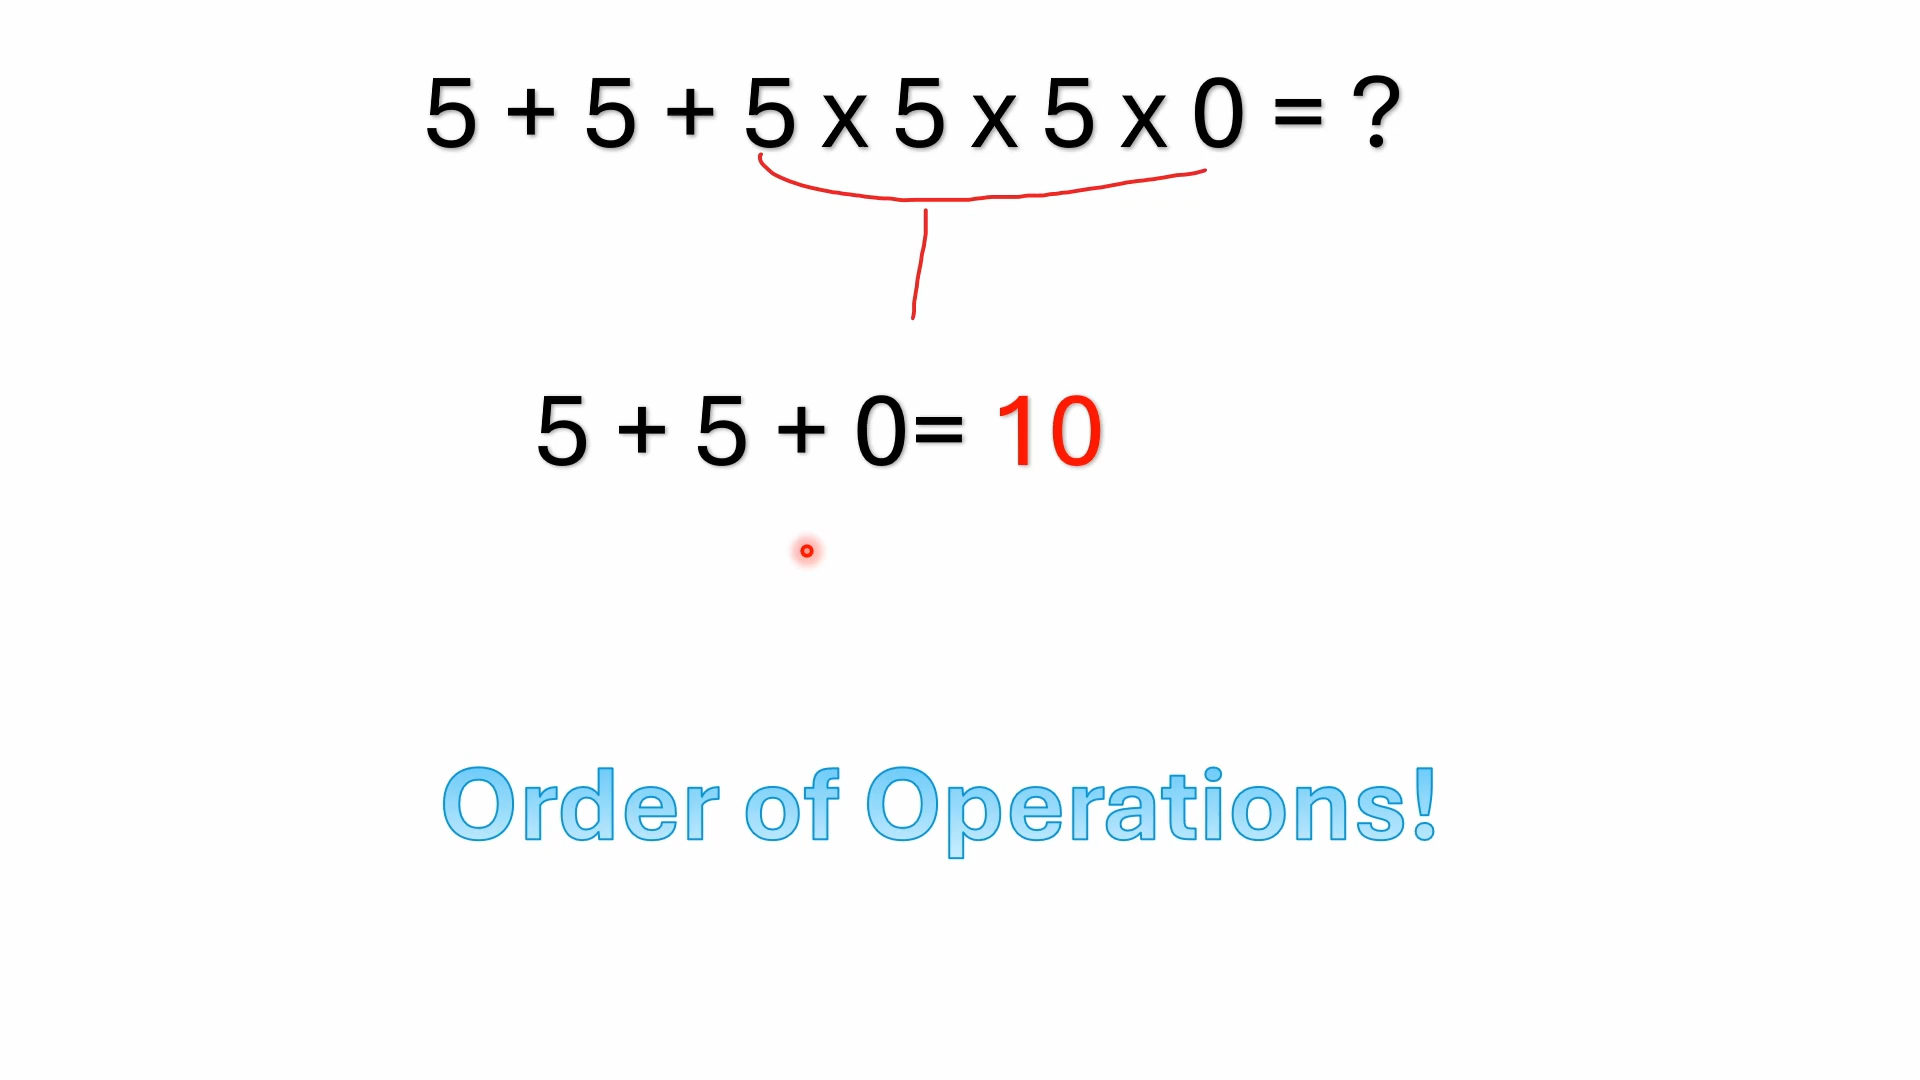 5 + 5 + 5 x 5 x 5 x 0 = ?
5 + 5 + 0= 10
Order of Operations!